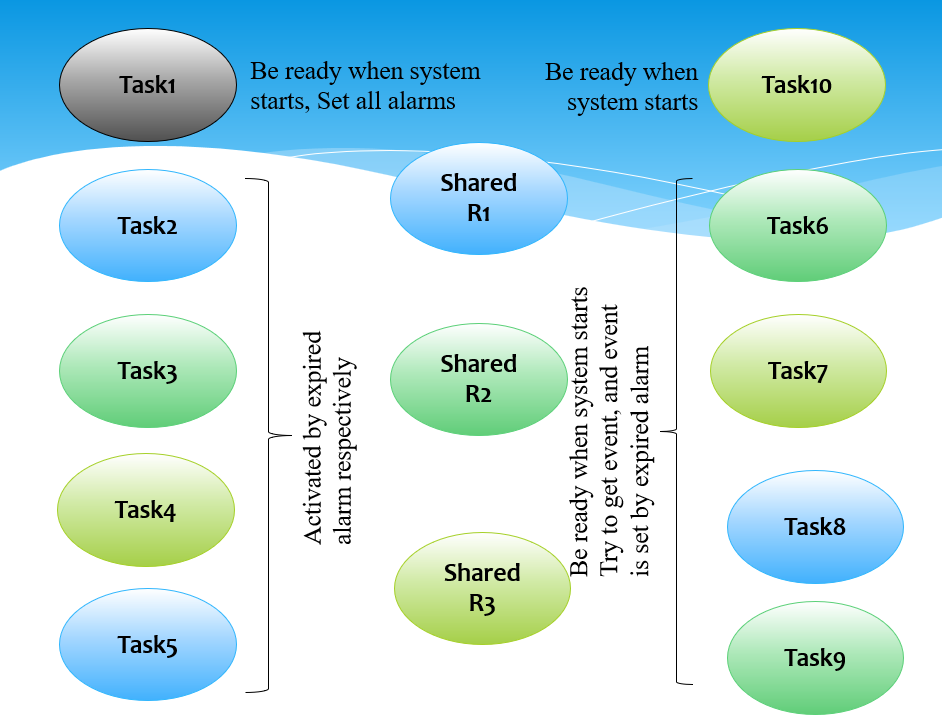 Task1
Be ready when system
starts, Set all alarms
Be ready when
system starts
Task10
Shared
R1
Task2
Task6
Activated by expired
alarm respectively
Be ready when system starts
Try to get event, and event
is set by expired alarm
Task3
Shared
R2
Task7
Task4
Task8
Shared
R3
Task5
Task9